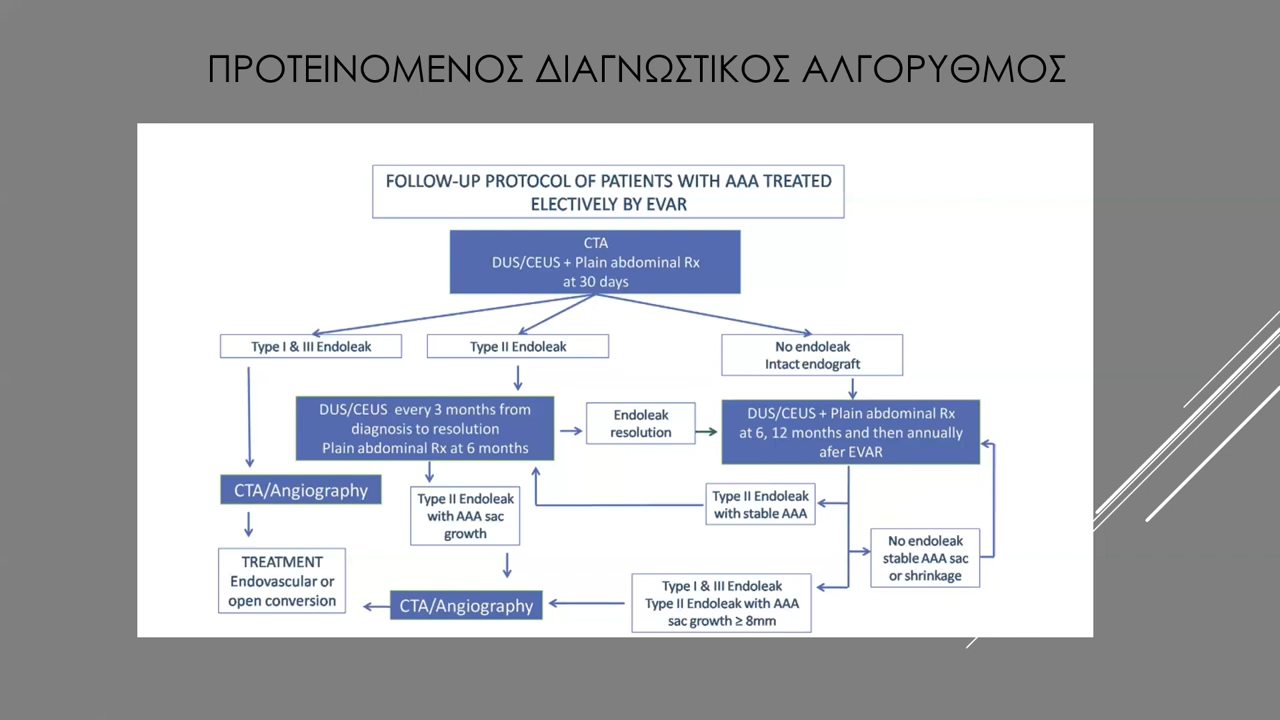 ΠΡΟΤΕΙΝΟΜΕΝΟΣ ΔΙΑΓΝΩΣΤΙΚΟΣ ΑΛΓΟΡΥΘΜΟΣ
FOLLOW-UP PROTOCOL OF PATIENTS WITH AAA TREATED
ELECTIVELY BY EVAR
CTA
DUS/CEUS + Plain abdominal Rx
at 30 days
Type I & III Endoleak
Type II Endoleak
No endoleak
Intact endograft
DUS/CEUS every 3 months from
diagnosis to resolution
Plain abdominal Rx at 6 months
Endoleak
resolution
DUS/CEUS + Plain abdominal Rx
at 6, 12 months and then annually
afer EVAR
CTA/Angiography
Type II Endoleak
with AAA sac
growth
Type II Endoleak
with stable AAA
No endoleak
stable AAA sac
or shrinkage
TREATMENT
Endovascular or
open conversion
CTA/Angiography
Type I & III Endoleak
Type II Endoleak with AAA
sac growth ≥ 8mm